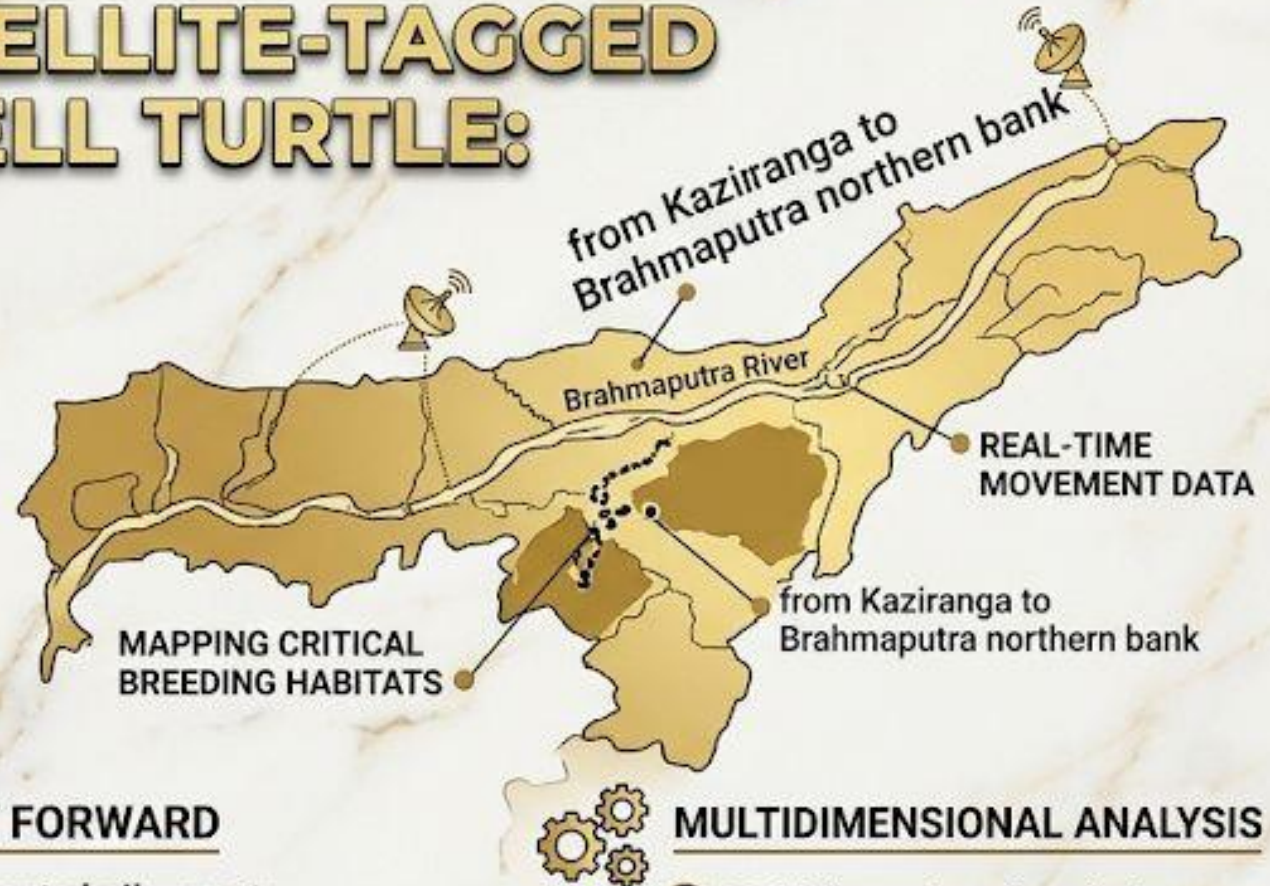 ELLITE-TAGGED
ELL TURTLE:
from Kazirranga to
Brahmaputra northern bank
Brahmaputra River
REAL-TIME
MOVEMENT DATA
from Kaziranga to
Brahmaputra northern bank
MAPPING CRITICAL
BREEDING HABITATS
FORWARD
MULTIDIMENSIONAL ANALYSIS